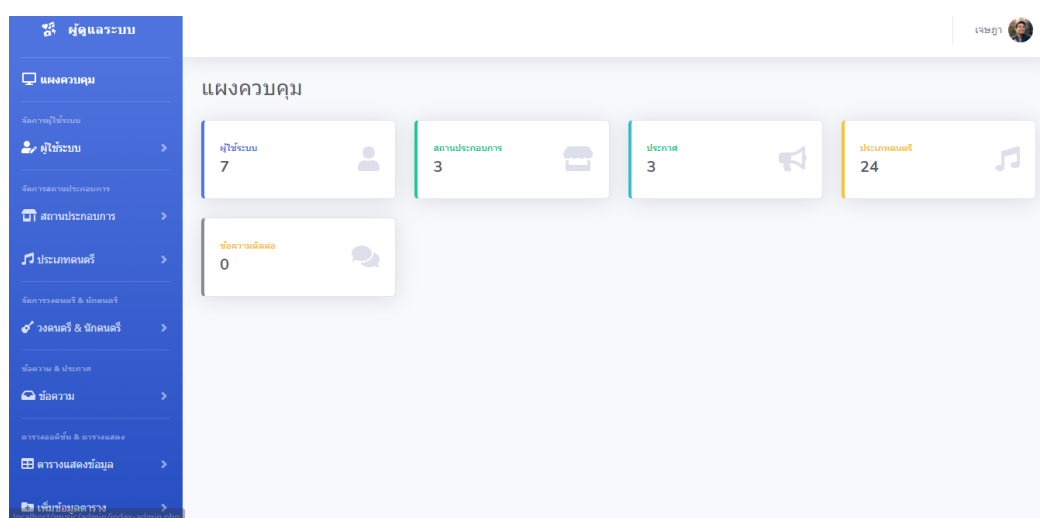 ผู้ดูแลระบบ
เจษฎา
แผงควบคุม
แผงควบคุม
จัดการผู้ใช้ระบบ
ผู้ใช้ระบบ
จัดการสถานประกอบการ
สถานประกอบการ
ประเภทดนตรี
จัดการวงดนตรี & นักดนตรี
วงดนตรี & นักดนตรี
ข้อความ & ประกาศ
ข้อความ
ตารางออดิชั่น & ตารางแสดง
ตารางแสดงข้อมูล
เพิ่มข้อมูลตาราง
localhost/music/admin/index-admin.php
ผู้ใช้ระบบ
7
สถานประกอบการ
3
ประกาศ
3
ประเภทดนตรี
24
ข้อความติดต่อ
0